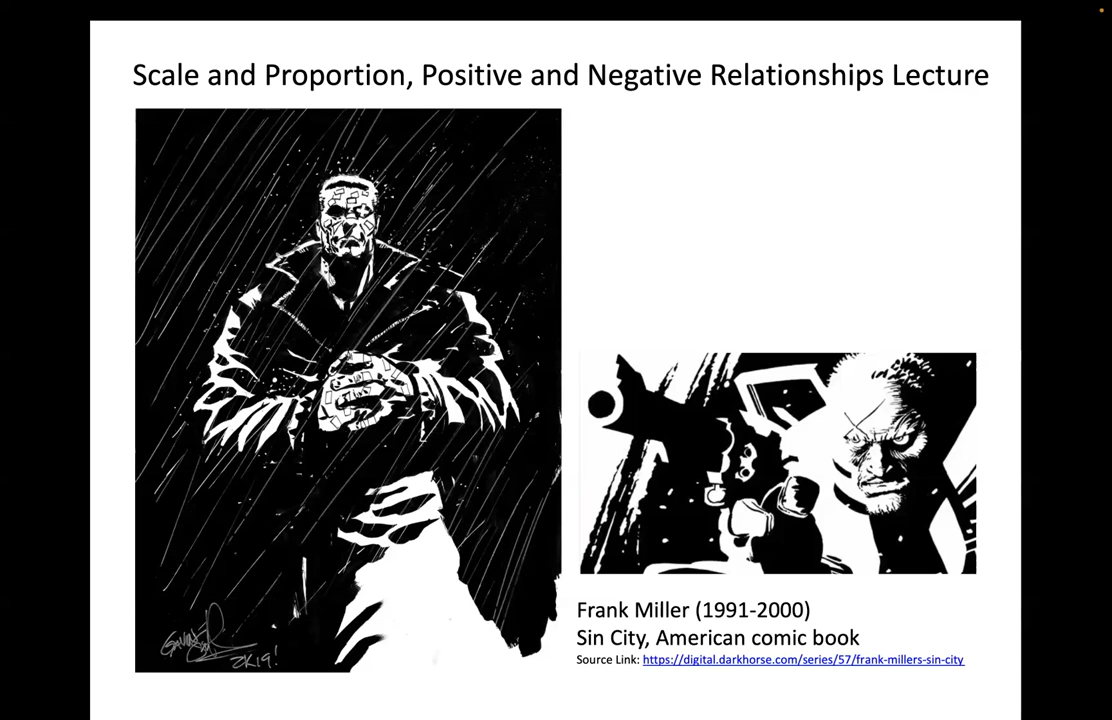 Scale and Proportion, Positive and Negative Relationships Lecture
2K19!
Frank Miller (1991-2000)
Sin City, American comic book
Source Link: https://digital.darkhorse.com/series/57/frank-millers-sin-city